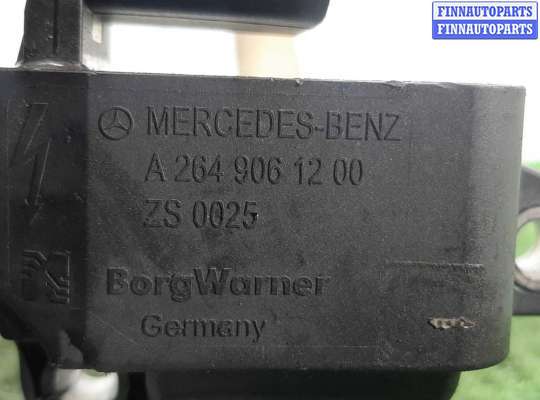 FINNAUTOPARTS
FINNAUTOPARTS
MERCEDES-BENZ
A 264 906 12 00
ZS 0025
BorgWarner
Germany